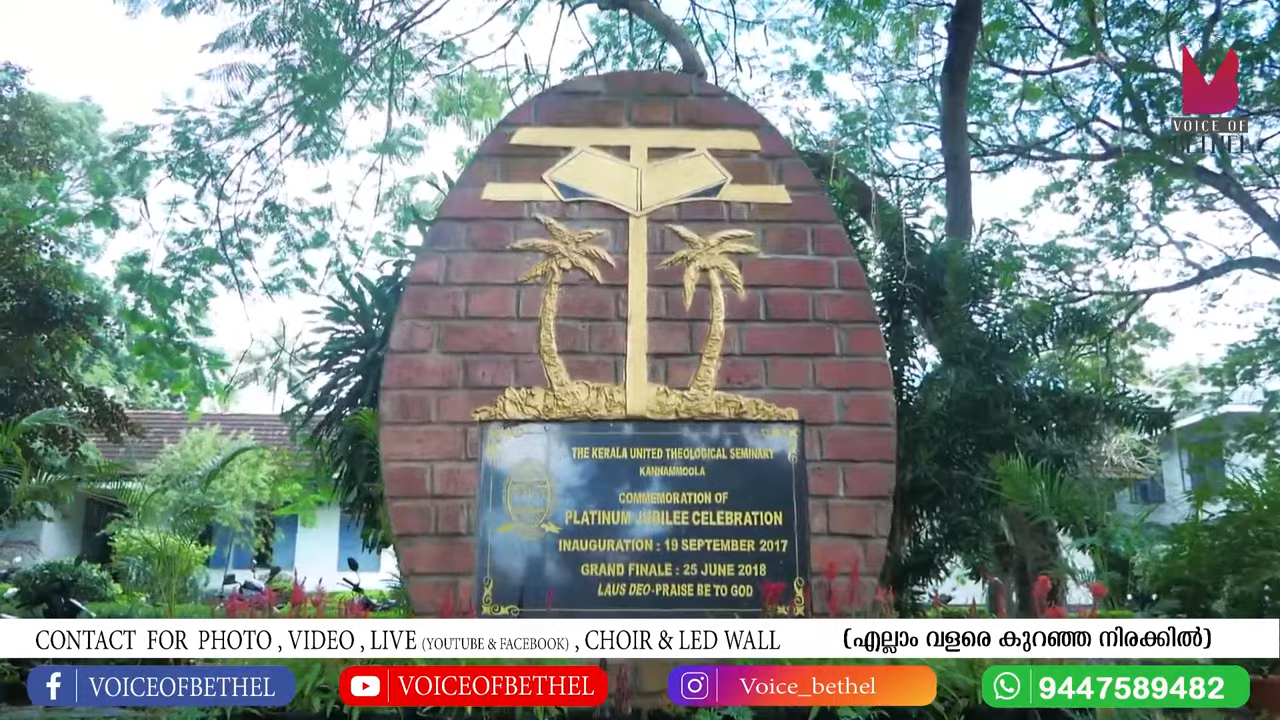 VOICE OF
BETHEL
THE KERALA UNITED THEOLOGICAL SEMINARY
KANNAMMOOLA
COMMEMORATION OF
PLATINUM JUBILEE CELEBRATION
INAUGURATION : 19 SEPTEMBER 2017
GRAND FINALE : 25 JUNE 2018
LAUS DEO-PRAISE BE TO GOD
CONTACT FOR PHOTO , VIDEO , LIVE (YOUTUBE & FACEBOOK) , CHOIR & LED WALL (എല്ലാം വളരെ കുറഞ്ഞ നിരക്കിൽ)
VOICEOFBETHEL VOICEOFBETHEL Voice_bethel 9447589482